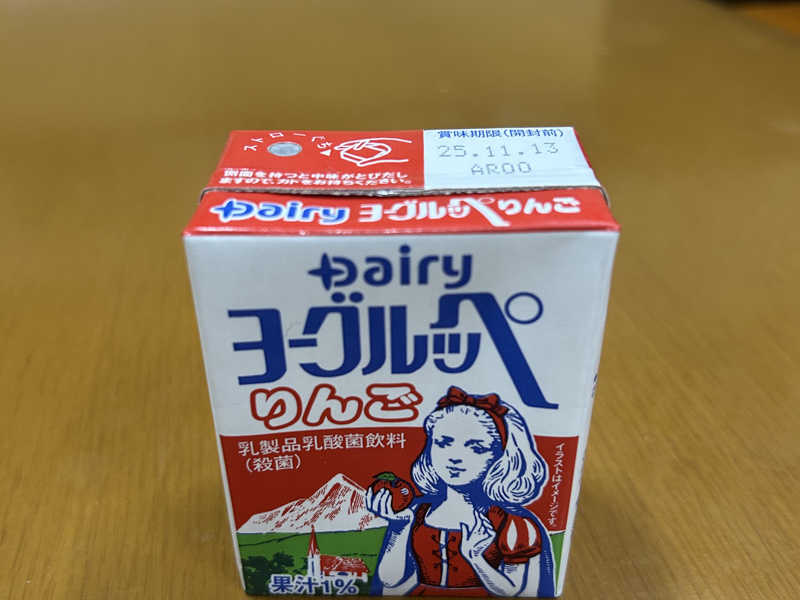 賞味期限(開封前)
25.11.13
AR00
ストロー口
側面を持つと中味がとびだし
ますので、カドをお持ちください。
Dairy ヨーグルッペりんご
Dairy
ヨーグルッペ
りんご
乳製品乳酸菌飲料
(殺菌)
イラストはイメージです。
果汁1%